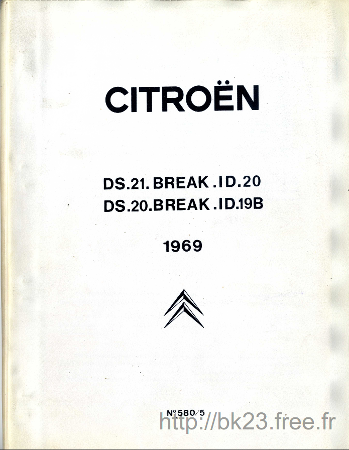 CITROËN
DS.21.BREAK.ID.20
DS.20.BREAK.ID.19B
1969
N°580/5
http://bk23.free.fr